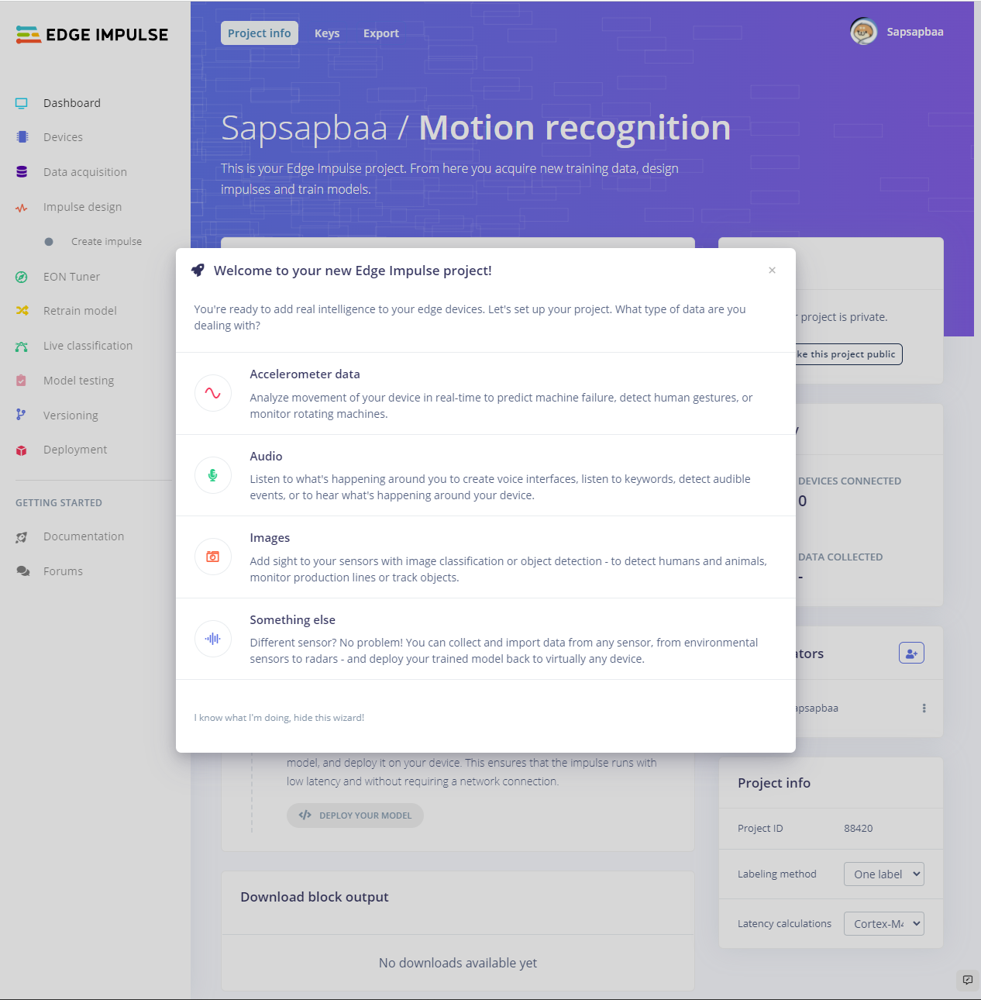 EDGE IMPULSE
Dashboard
Devices
Data acquisition
Impulse design
Create impulse
EON Tuner
Retrain model
Live classification
Model testing
Versioning
Deployment
GETTING STARTED
Documentation
Forums
Project info Keys Export
Sapsapbaa
Sapsapbaa / Motion recognition
This is your Edge Impulse project. From here you acquire new training data, design
impulses and train models.
Welcome to your new Edge Impulse project!
×
You're ready to add real intelligence to your edge devices. Let's set up your project. What type of data are you
dealing with?
Accelerometer data
Analyze movement of your device in real-time to predict machine failure, detect human gestures, or
monitor rotating machines.
Audio
Listen to what's happening around you to create voice interfaces, listen to keywords, detect audible
events, or to hear what's happening around your device.
Images
Add sight to your sensors with image classification or object detection - to detect humans and animals,
monitor production lines or track objects.
Something else
Different sensor? No problem! You can collect and import data from any sensor, from environmental
sensors to radars - and deploy your trained model back to virtually any device.
I know what I'm doing, hide this wizard!
model, and deploy it on your device. This ensures that the impulse runs with
low latency and without requiring a network connection.
DEPLOY YOUR MODEL
Download block output
No downloads available yet
project is private.
ke this project public
DEVICES CONNECTED
0
DATA COLLECTED
-
ators
apsapbaa
Project info
Project ID 88420
Labeling method One label
Latency calculations Cortex-M4